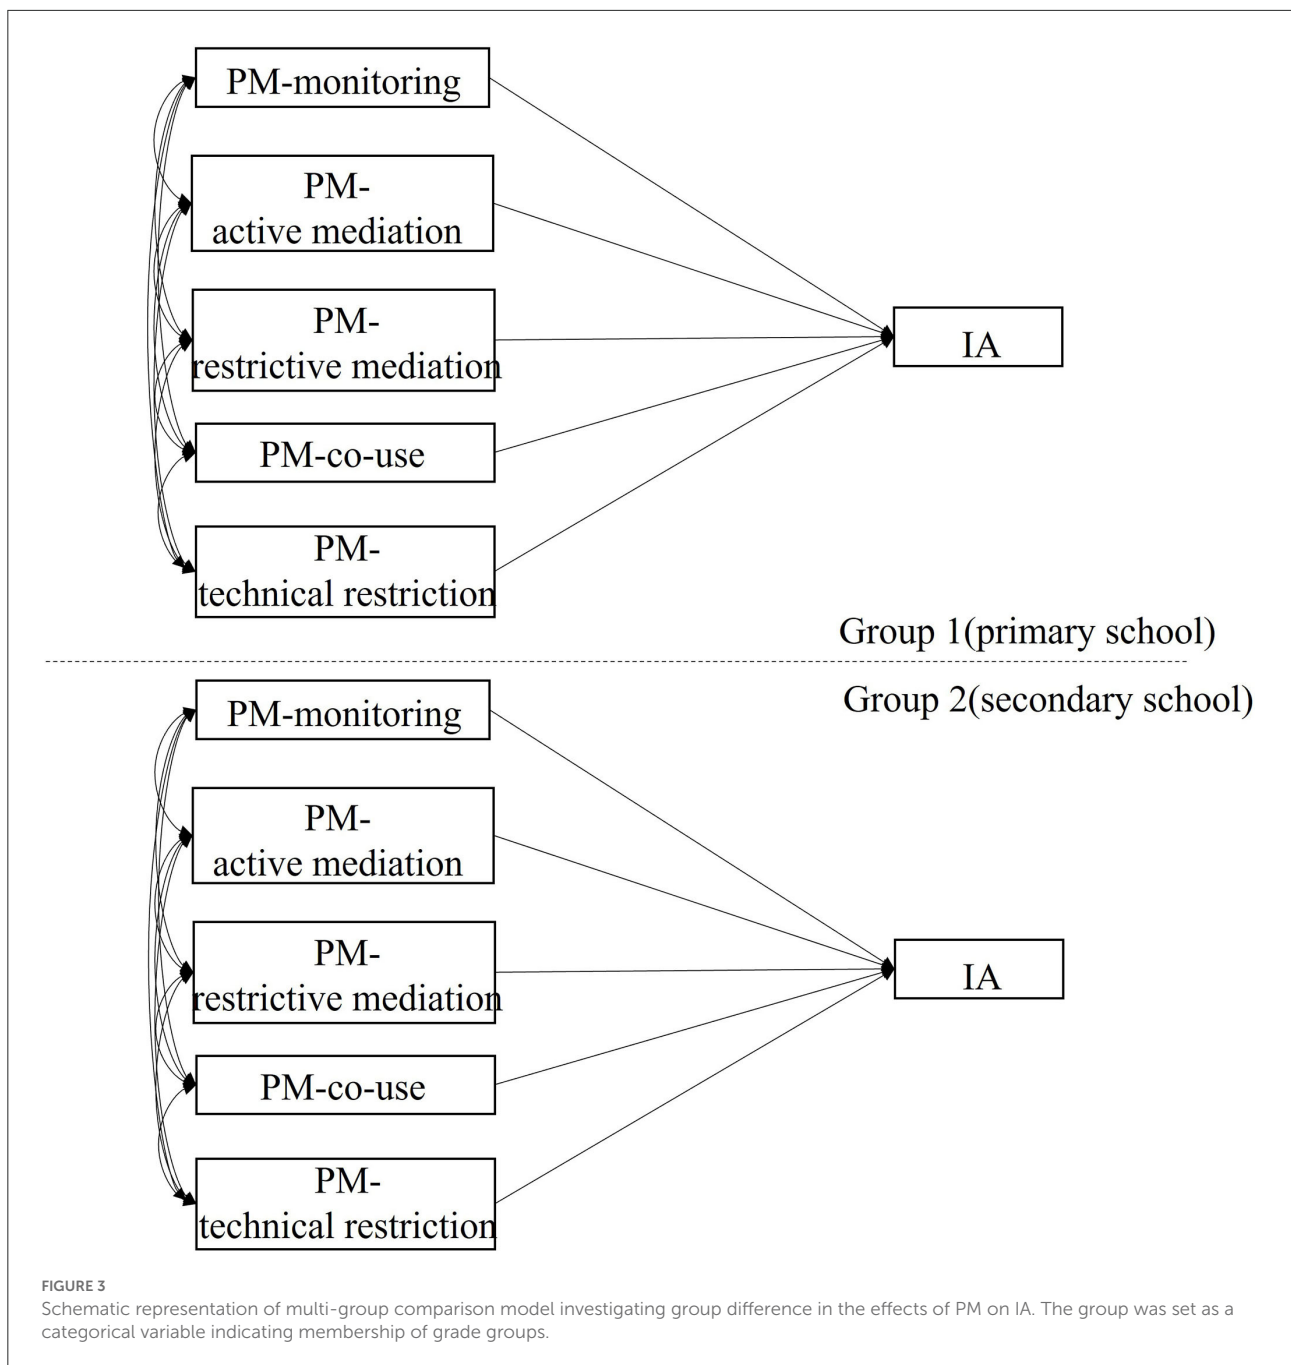 PM-monitoring
PM-
active mediation
PM-
restrictive mediation
IA
PM-co-use
PM-
technical restriction
Group 1(primary school)
Group 2(secondary school)
PM-monitoring
PM-
active mediation
PM-
restrictive mediation
IA
PM-co-use
PM-
technical restriction
FIGURE 3
Schematic representation of multi-group comparison model investigating group difference in the effects of PM on IA. The group was set as a
categorical variable indicating membership of grade groups.